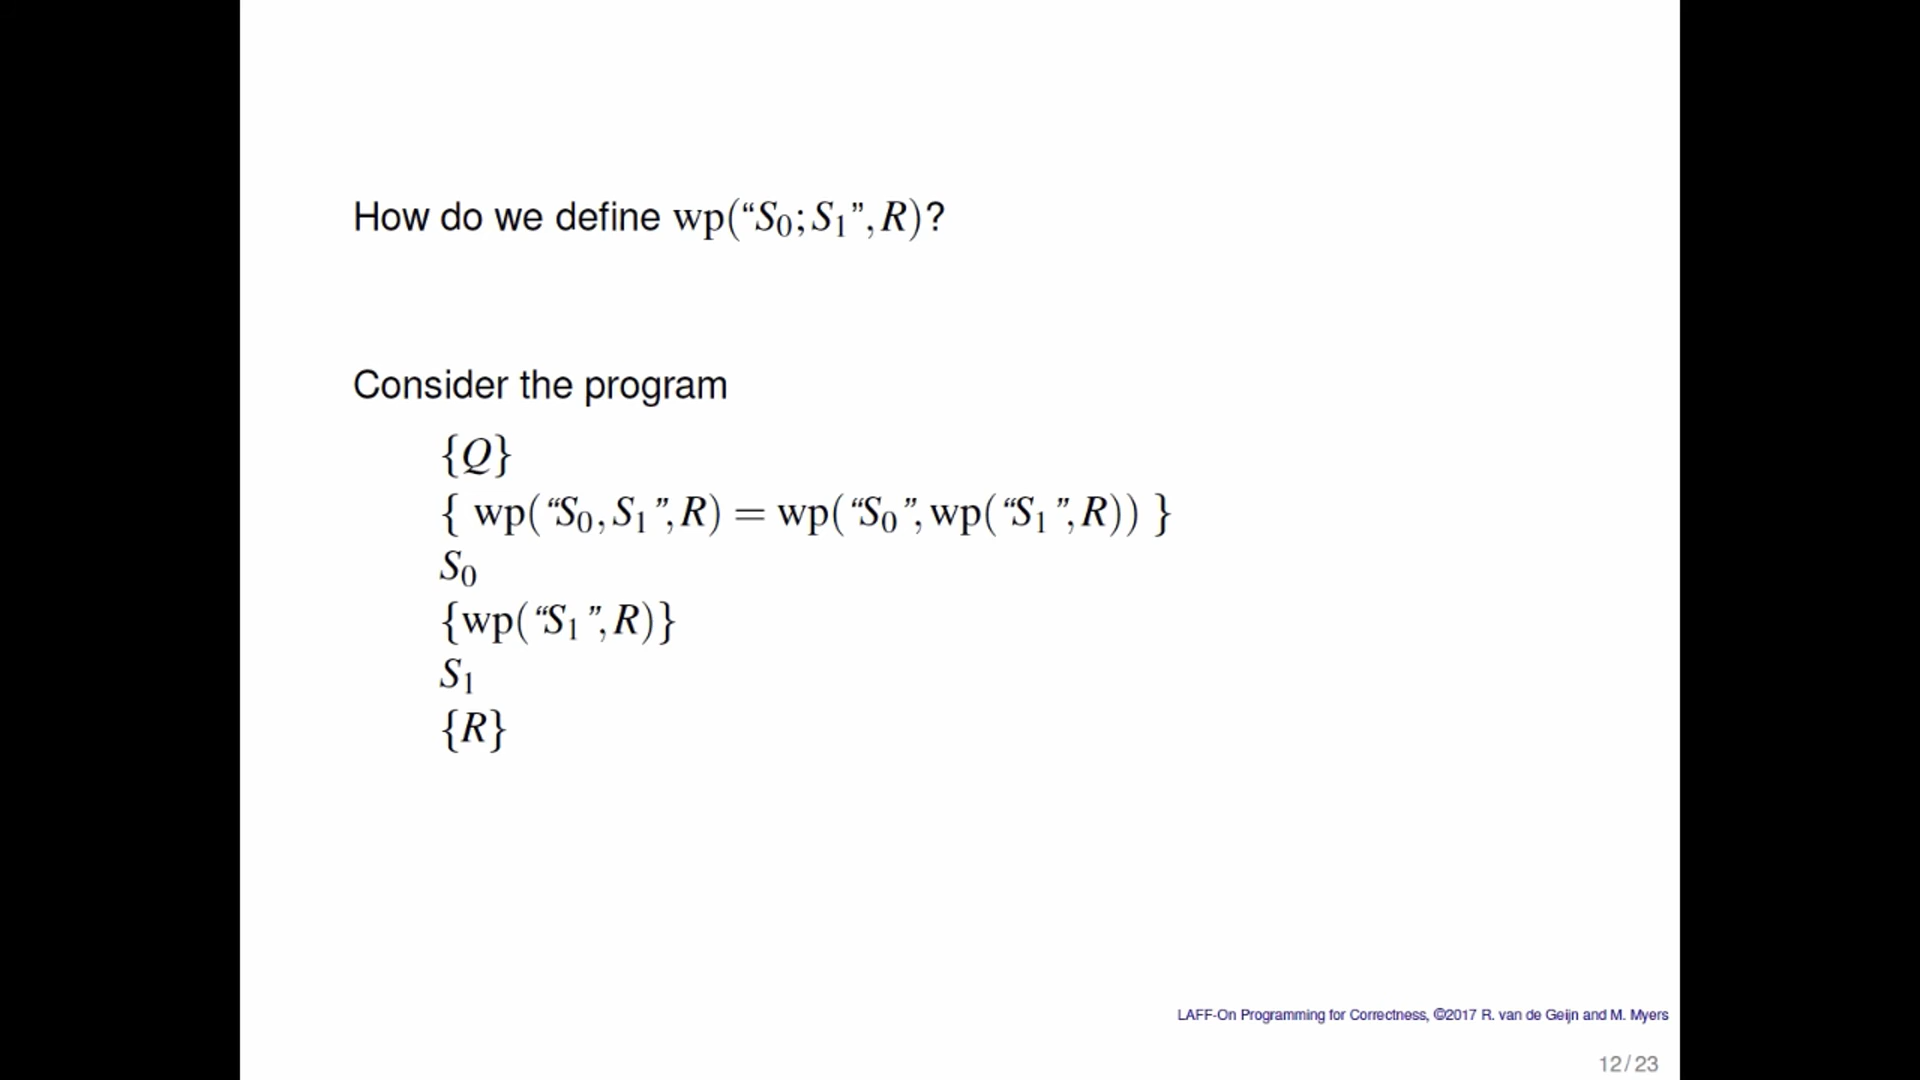 How do we define wp(“S₀;S₁”,R)?
Consider the program
{Q}
{ wp(“S₀,S₁”,R) = wp(“S₀”,wp(“S₁”,R)) }
S₀
{wp(“S₁”,R)}
S₁
{R}
LAFF-On Programming for Correctness, ©2017 R. van de Geijn and M. Myers
12/23